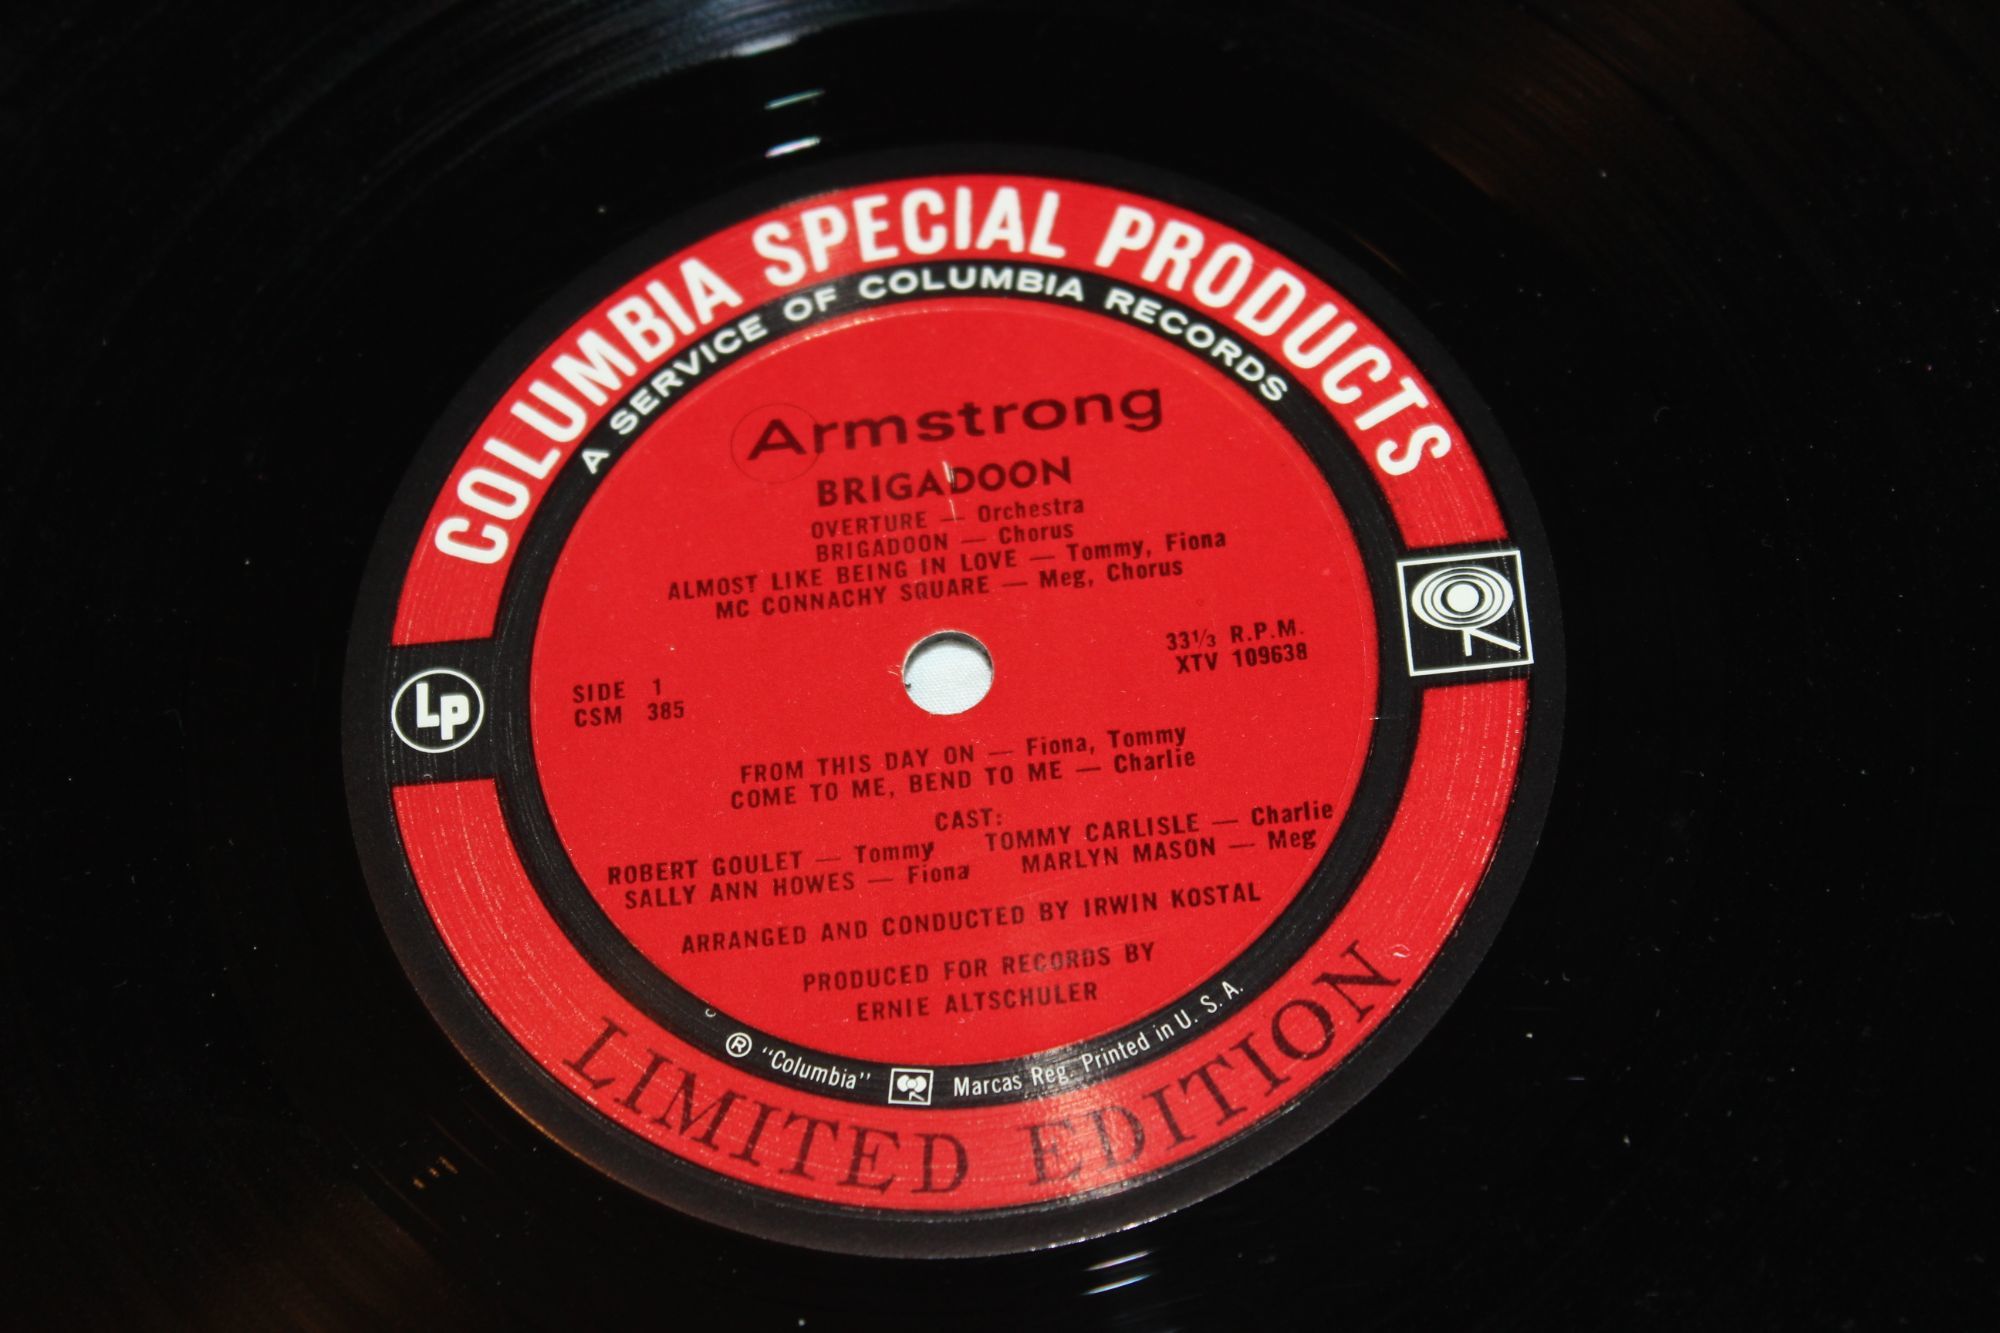 COLUMBIA SPECIAL PRODUCTS
A SERVICE OF COLUMBIA RECORDS
Armstrong
BRIGADOON
OVERTURE — Orchestra
BRIGADOON — Chorus
ALMOST LIKE BEING IN LOVE — Tommy, Fiona
MC CONNACHY SQUARE — Meg, Chorus
33⅓ R.P.M.
XTV 109638
SIDE 1
CSM 385
LP
FROM THIS DAY ON — Fiona, Tommy
COME TO ME, BEND TO ME — Charlie
CAST:
ROBERT GOULET — Tommy TOMMY CARLISLE — Charlie
SALLY ANN HOWES — Fiona MARLYN MASON — Meg
ARRANGED AND CONDUCTED BY IRWIN KOSTAL
PRODUCED FOR RECORDS BY
ERNIE ALTSCHULER
® "Columbia" Marcas Reg. Printed in U. S. A.
LIMITED EDITION